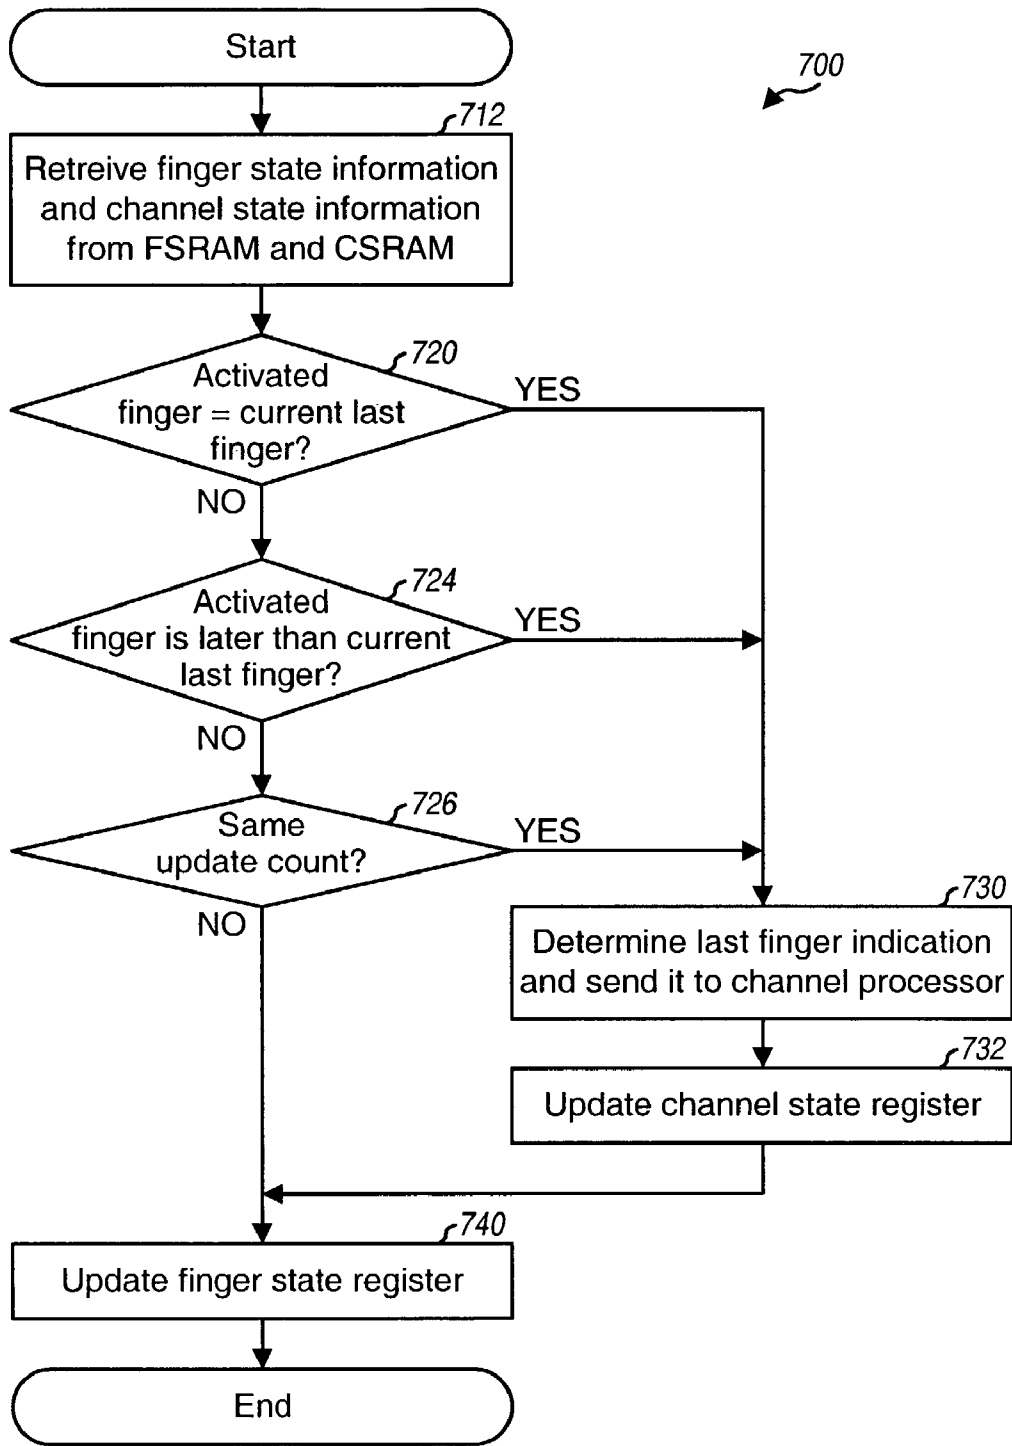 Start
700
712
Retreive finger state information
and channel state information
from FSRAM and CSRAM
720
Activated
finger = current last
finger?
YES
NO
724
Activated
finger is later than current
last finger?
YES
NO
726
Same
update count?
YES
NO
730
Determine last finger indication
and send it to channel processor
732
Update channel state register
740
Update finger state register
End